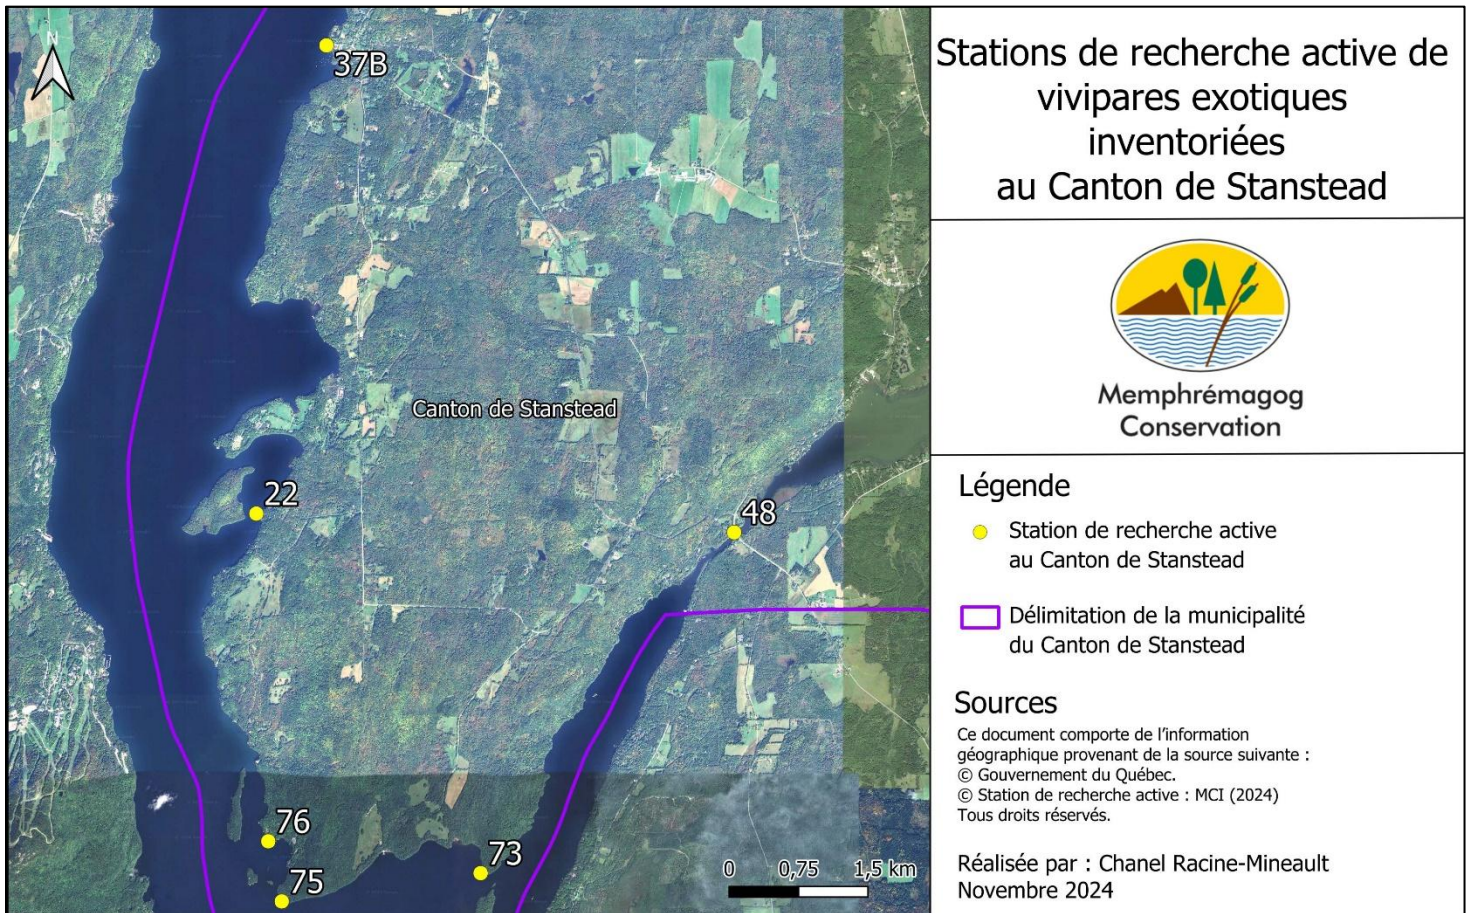 Stations de recherche active de
vivipares exotiques
inventoriées
au Canton de Stanstead
Memphrémagog
Conservation
Légende
Station de recherche active
au Canton de Stanstead
Délimitation de la municipalité
du Canton de Stanstead
Sources
Ce document comporte de l'information
géographique provenant de la source suivante :
© Gouvernement du Québec.
© Station de recherche active : MCI (2024)
Tous droits réservés.
Réalisée par : Chanel Racine-Mineault
Novembre 2024
N
37B
Canton de Stanstead
22
48
76
73
75
0 0,75 1,5 km